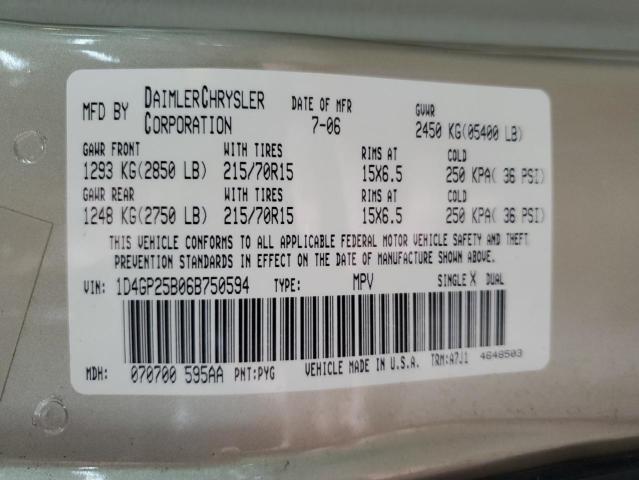 MFD BY DAIMLERCHRYSLER CORPORATION DATE OF MFR 7-06 GVWR 2450 KG(05400 LB)
GAWR FRONT WITH TIRES RIMS AT COLD
1293 KG(2850 LB) 215/70R15 15X6.5 250 KPA( 36 PSI)
GAWR REAR WITH TIRES RIMS AT COLD
1248 KG(2750 LB) 215/70R15 15X6.5 250 KPA( 36 PSI)
THIS VEHICLE CONFORMS TO ALL APPLICABLE FEDERAL MOTOR VEHICLE SAFETY AND THEFT
PREVENTION STANDARDS IN EFFECT ON THE DATE OF MANUFACTURE SHOWN ABOVE.
VIN: 1D4GP25B06B750594 TYPE: MPV SINGLE X DUAL
MDH: 070700 595AA PNT:PYG VEHICLE MADE IN U.S.A. TRM:A7J1 4648503